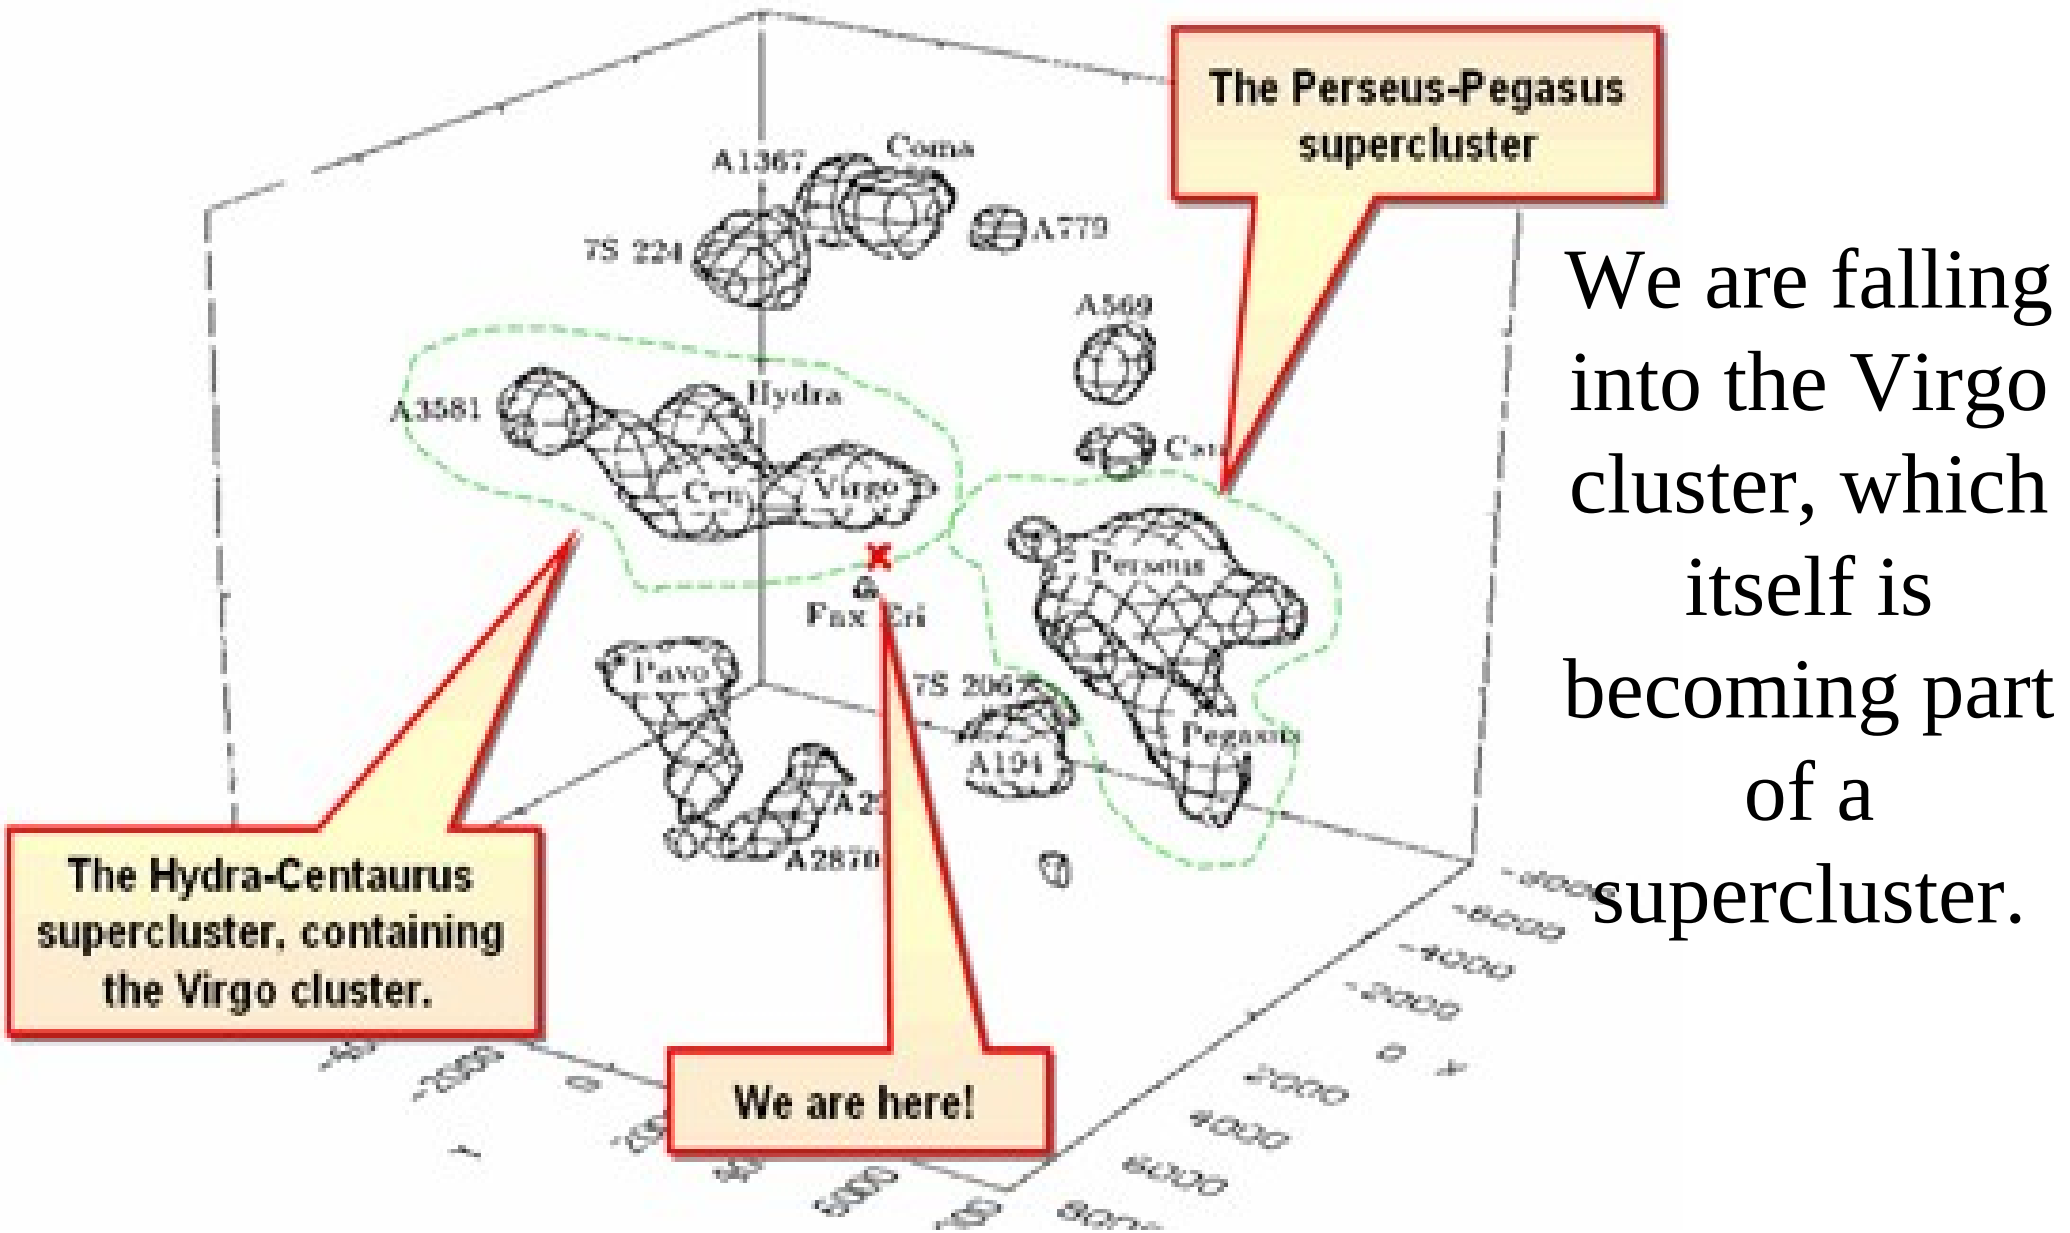 The Perseus-Pegasus
supercluster
Coma
A1367
A779
7S 224
A569
Hydra
A3581
Cen
Virgo
Perseus
Fnx Eri
Pavo
7S 206
Pegasus
A194
A2870
The Hydra-Centaurus
supercluster, containing
the Virgo cluster.
We are here!
We are falling
into the Virgo
cluster, which
itself is
becoming part
of a
supercluster.
-6000
-4000
-2000
0 X
2000
4000
6000
-2000
0